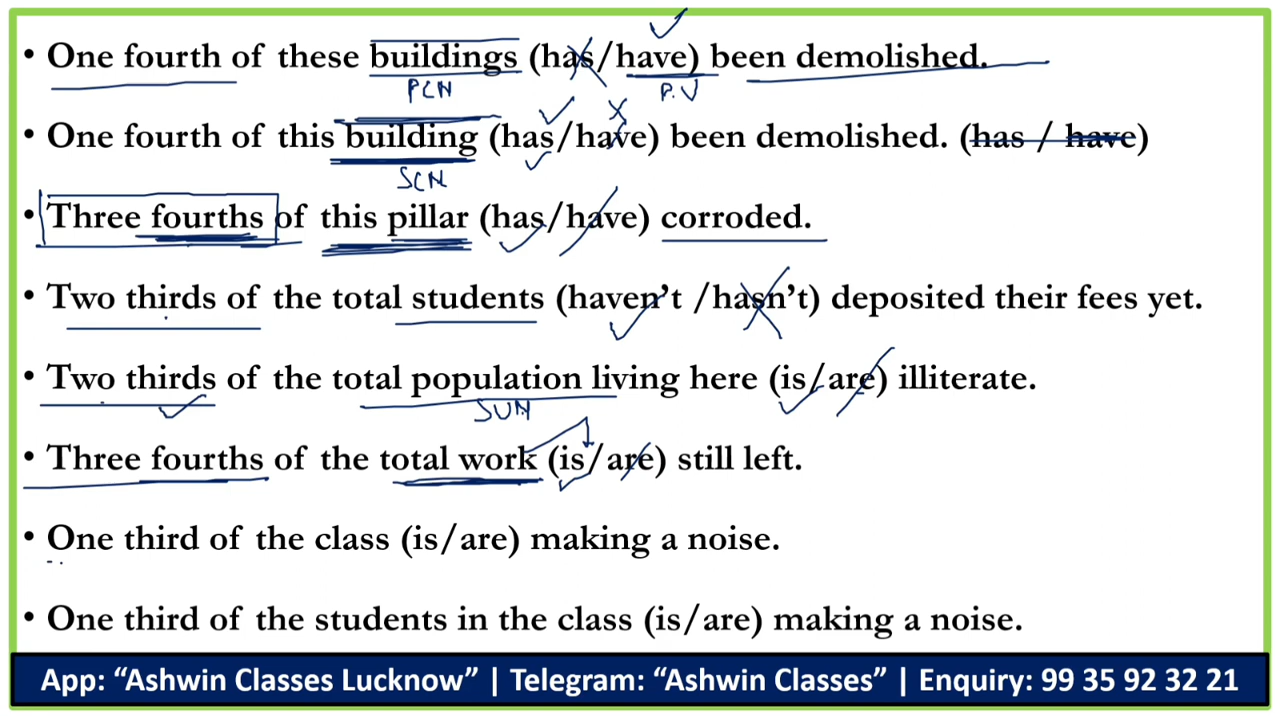 • One fourth of these buildings (has/have) been demolished.
PCN P.V
• One fourth of this building (has/have) been demolished. (has / have)
SCN
• Three fourths of this pillar (has/have) corroded.
• Two thirds of the total students (haven't /hasn't) deposited their fees yet.
• Two thirds of the total population living here (is/are) illiterate.
SUN
• Three fourths of the total work (is/are) still left.
• One third of the class (is/are) making a noise.
• One third of the students in the class (is/are) making a noise.
App: “Ashwin Classes Lucknow” | Telegram: “Ashwin Classes” | Enquiry: 99 35 92 32 21